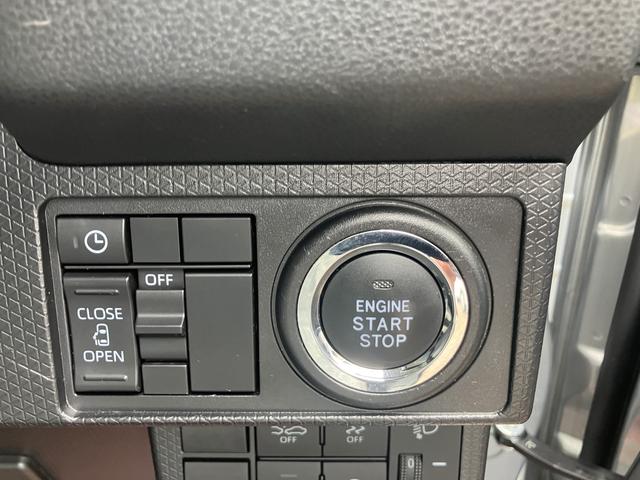 OFF
CLOSE
OPEN
ENGINE
START
STOP
OFF
OFF